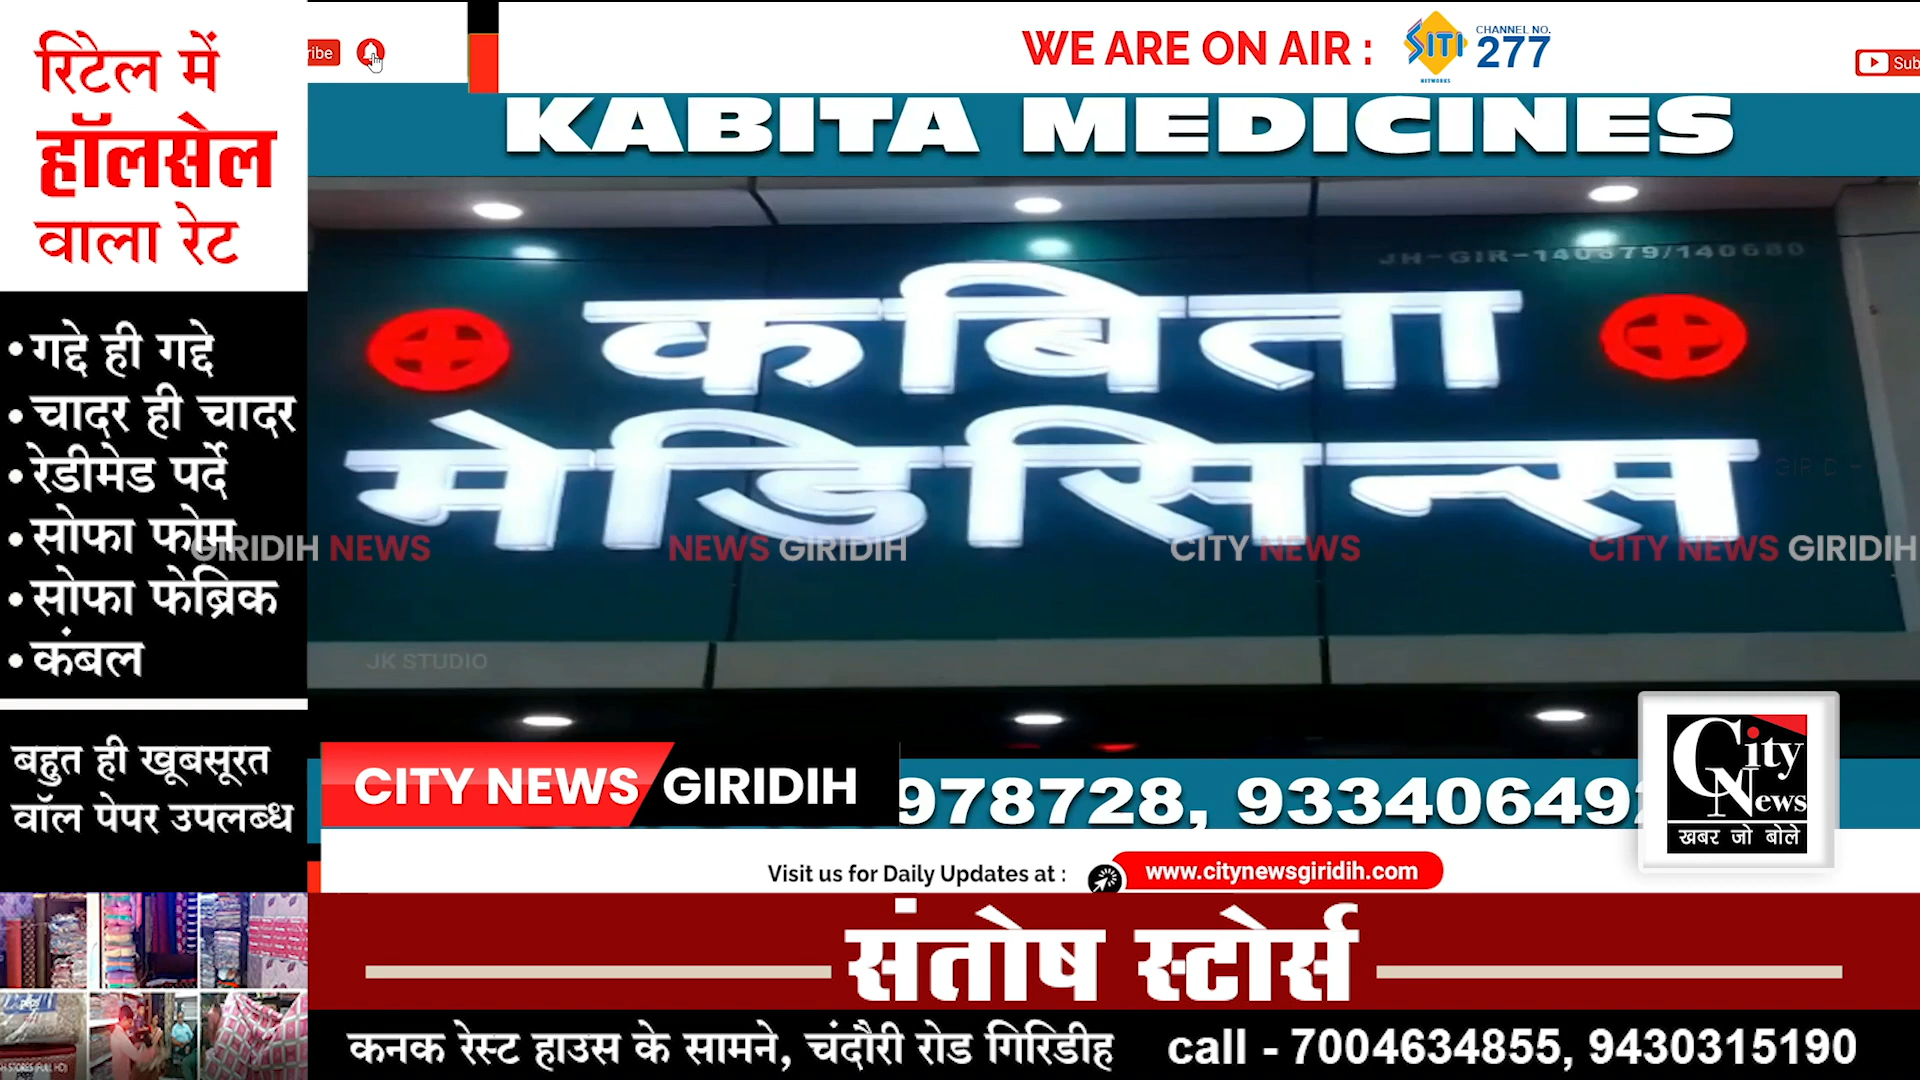 रिटेल में
हॉलसेल
वाला रेट
• गद्दे ही गद्दे
• चादर ही चादर
• रेडीमेड पर्दे
• सोफा फोम
• सोफा फेब्रिक
• कंबल
बहुत ही खूबसूरत
वॉल पेपर उपलब्ध
WE ARE ON AIR :
SITI
NETWORKS
CHANNEL NO.
277
KABITA MEDICINES
कबिता
मेडिसिन्स
GIRIDIH NEWS
NEWS GIRIDIH
CITY NEWS
CITY NEWS GIRIDIH
JK STUDIO
CITY NEWS GIRIDIH
City
News
खबर जो बोले
Visit us for Daily Updates at :
www.citynewsgiridih.com
संतोष स्टोर्स
कनक रेस्ट हाउस के सामने, चंदौरी रोड गिरिडीह call - 7004634855, 9430315190